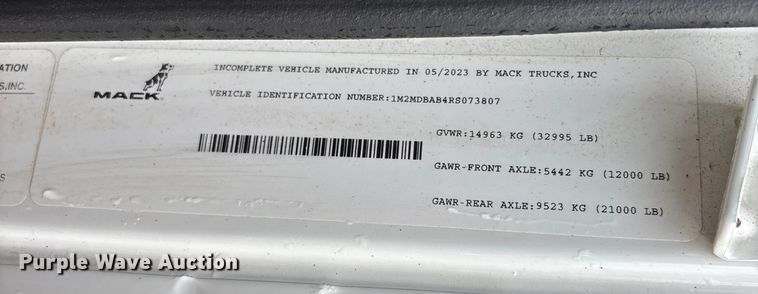 ATION
S,INC.
S
MACK
INCOMPLETE VEHICLE MANUFACTURED IN 05/2023 BY MACK TRUCKS,INC
VEHICLE IDENTIFICATION NUMBER:1M2MDBAB4RS073807
GVWR:14963 KG (32995 LB)
GAWR-FRONT AXLE:5442 KG (12000 LB)
GAWR-REAR AXLE:9523 KG (21000 LB)
Purple Wave Auction